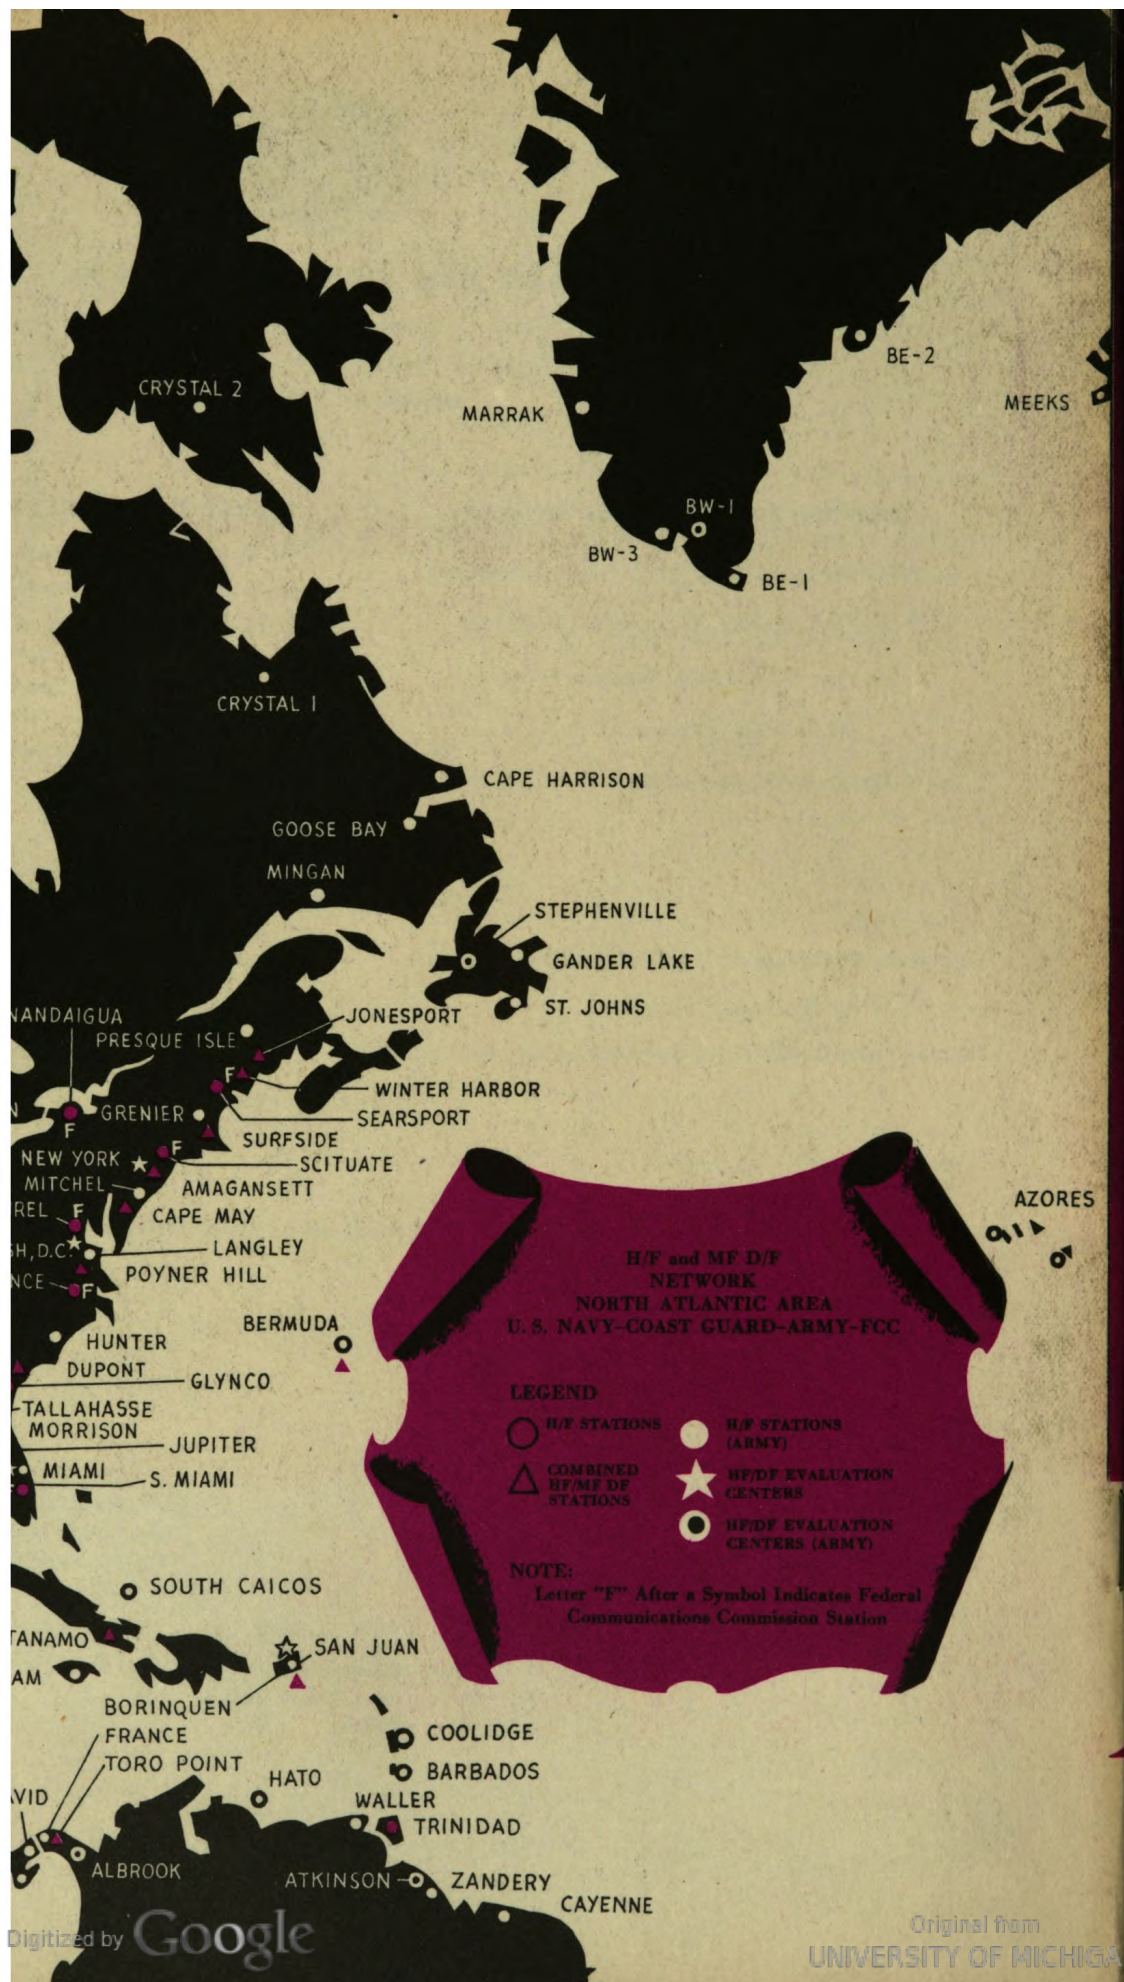 CRYSTAL 2
BE-2
MARRAK
MEEKS
BW-1
BW-3
BE-1
CRYSTAL 1
CAPE HARRISON
GOOSE BAY
MINGAN
STEPHENVILLE
GANDER LAKE
ST. JOHNS
NANDAIGUA
JONESPORT
PRESQUE ISLE
F
WINTER HARBOR
N
GRENIER
SEARSPORT
F
SURFSIDE
F
NEW YORK
SCITUATE
MITCHEL
AMAGANSETT
REL
F
CAPE MAY
AZORES
SH, D.C.
LANGLEY
POYNER HILL
NCE
F
BERMUDA
HUNTER
DUPONT
GLYNCO
TALLAHASSE
MORRISON
JUPITER
MIAMI
S. MIAMI
H/F and MF D/F
NETWORK
NORTH ATLANTIC AREA
U. S. NAVY–COAST GUARD–ARMY–FCC
LEGEND
H/F STATIONS
H/F STATIONS
(ARMY)
COMBINED
HF/MF DF
STATIONS
HF/DF EVALUATION
CENTERS
HF/DF EVALUATION
CENTERS (ARMY)
NOTE:
Letter "F" After a Symbol Indicates Federal
Communications Commission Station
SOUTH CAICOS
TANAMO
SAN JUAN
AM
BORINQUEN
FRANCE
COOLIDGE
TORO POINT
HATO
BARBADOS
VID
WALLER
TRINIDAD
ALBROOK
ATKINSON
ZANDERY
CAYENNE
Digitized by Google
Original from
UNIVERSITY OF MICHIGA